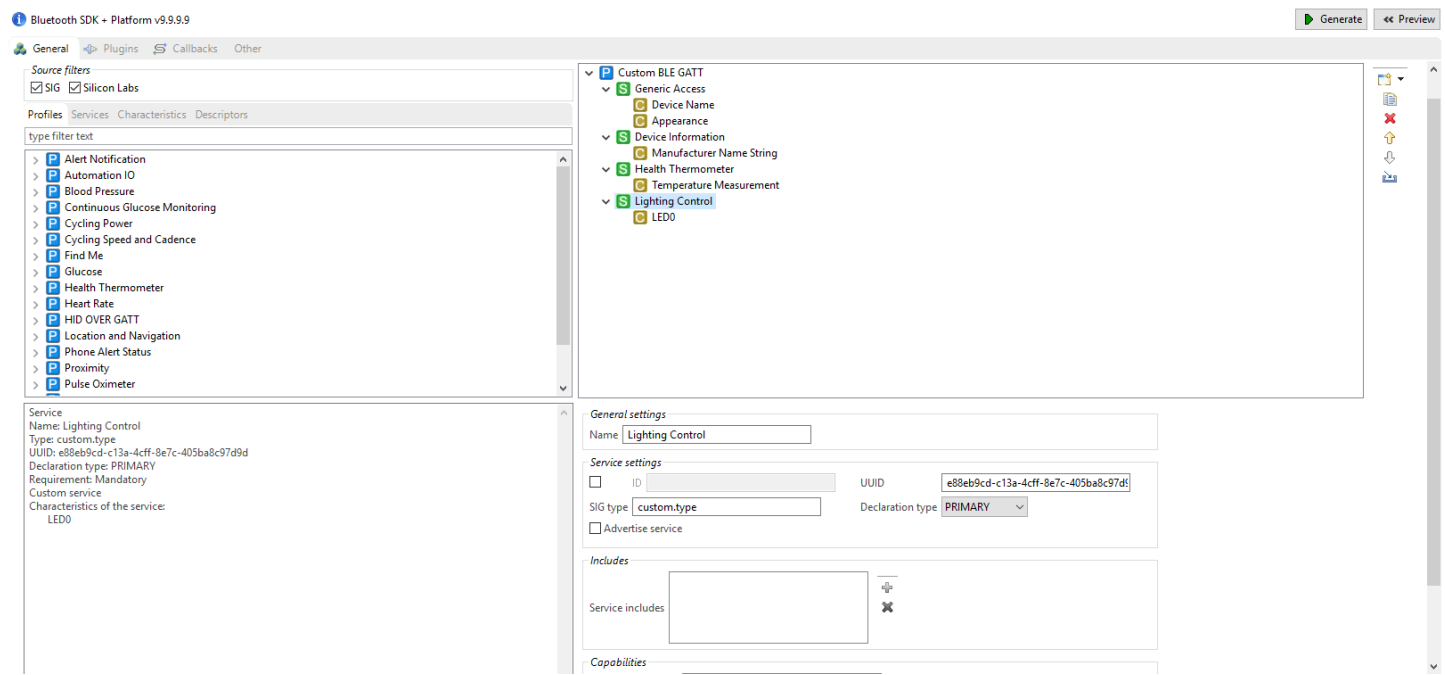 Bluetooth SDK + Platform v9.9.9.9
Generate
Preview
General Plugins Callbacks Other
Source filters
SIG Silicon Labs
Profiles Services Characteristics Descriptors
type filter text
P Alert Notification
P Automation IO
P Blood Pressure
P Continuous Glucose Monitoring
P Cycling Power
P Cycling Speed and Cadence
P Find Me
P Glucose
P Health Thermometer
P Heart Rate
P HID OVER GATT
P Location and Navigation
P Phone Alert Status
P Proximity
P Pulse Oximeter
P Custom BLE GATT
S Generic Access
C Device Name
C Appearance
S Device Information
C Manufacturer Name String
S Health Thermometer
C Temperature Measurement
S Lighting Control
C LED0
Service
Name: Lighting Control
Type: custom.type
UUID: e88eb9cd-c13a-4cff-8e7c-405ba8c97d9d
Declaration type: PRIMARY
Requirement: Mandatory
Custom service
Characteristics of the service:
LED0
General settings
Name Lighting Control
Service settings
ID UUID e88eb9cd-c13a-4cff-8e7c-405ba8c97d9
SIG type custom.type Declaration type PRIMARY
Advertise service
Includes
Service includes
Capabilities